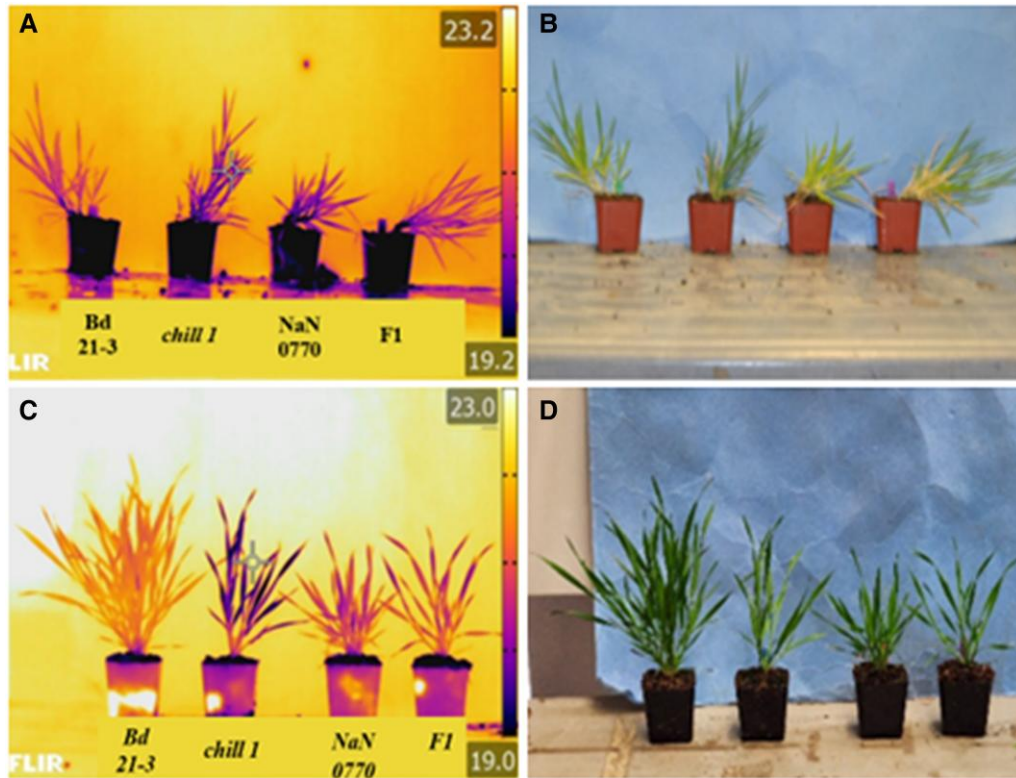 A
23.2
B
Bd
21-3
chill 1
NaN
0770
F1
LIR
19.2
C
23.0
D
Bd
21-3
chill 1
NaN
0770
F1
FLIR
19.0